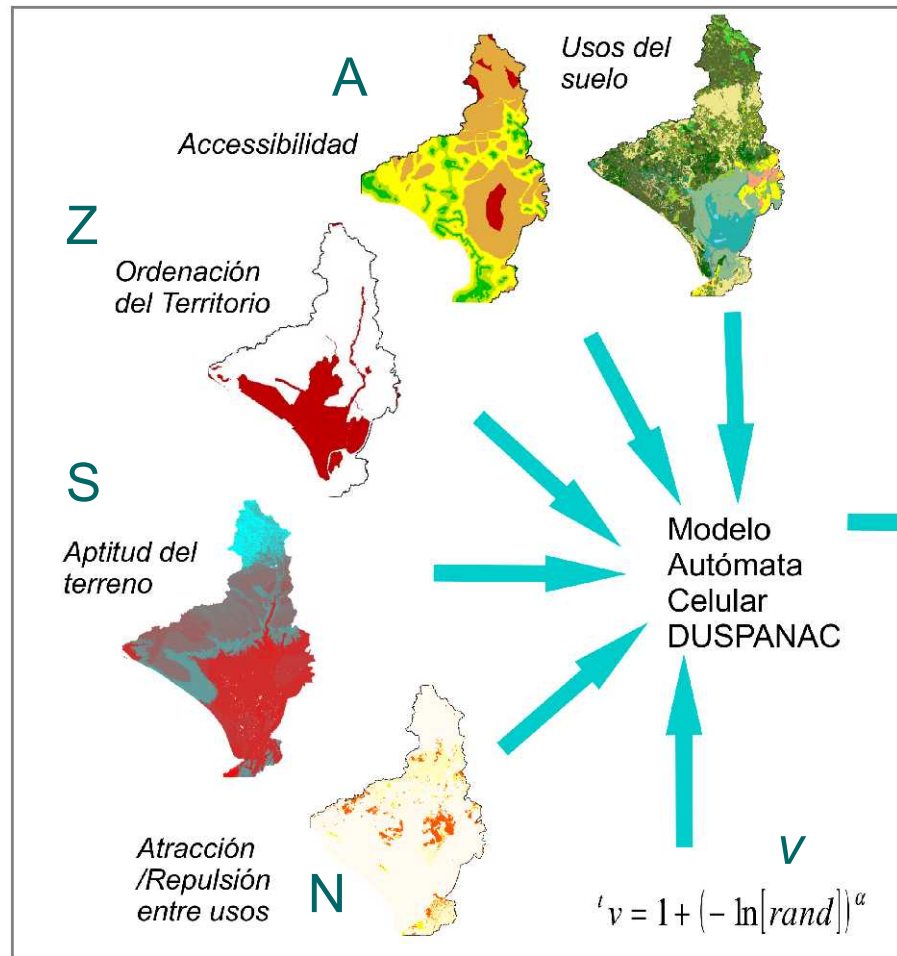 A
Usos del
suelo
Accessibilidad
Z
Ordenación
del Territorio
S
Aptitud del
terreno
Modelo
Autómata
Celular
DUSPANAC
Atracción
/Repulsión
entre usos
N
v
ᵗv = 1 + (− ln[rand])^α